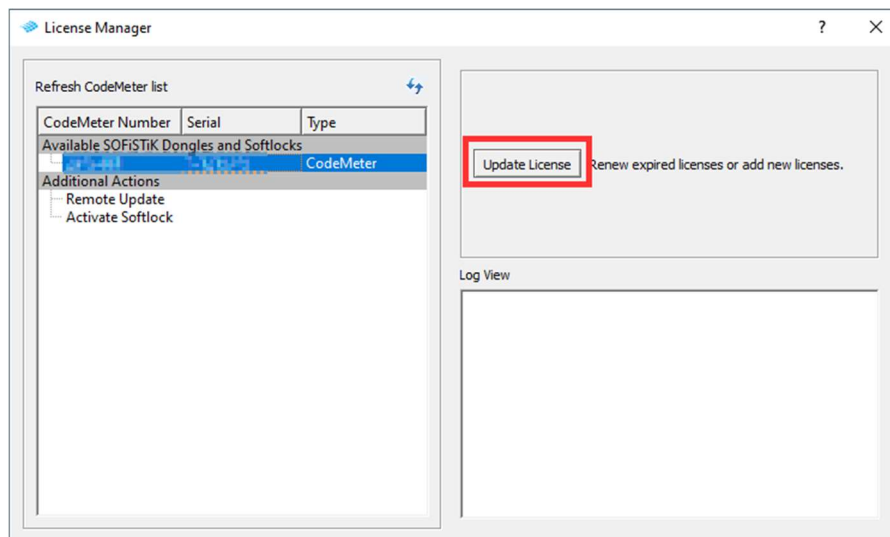 License Manager
?
Refresh CodeMeter list
CodeMeter Number Serial Type
Available SOFiSTiK Dongles and Softlocks
CodeMeter
Additional Actions
Remote Update
Activate Softlock
Update License Renew expired licenses or add new licenses.
Log View